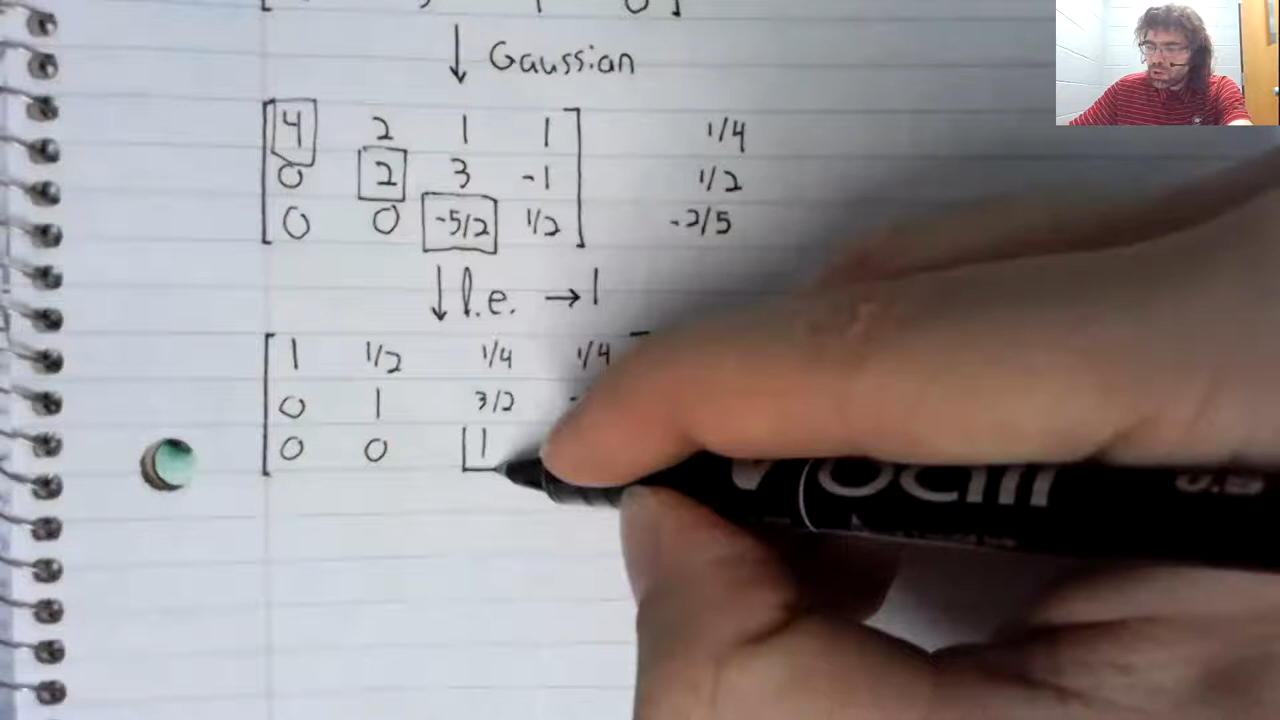 ↓ Gaussian
4 2 1 1 1/4
0 2 3 -1 1/2
0 0 -5/2 1/2 -2/5
↓ l.e. → 1
1 1/2 1/4 1/4
0 1 3/2
0 0 1